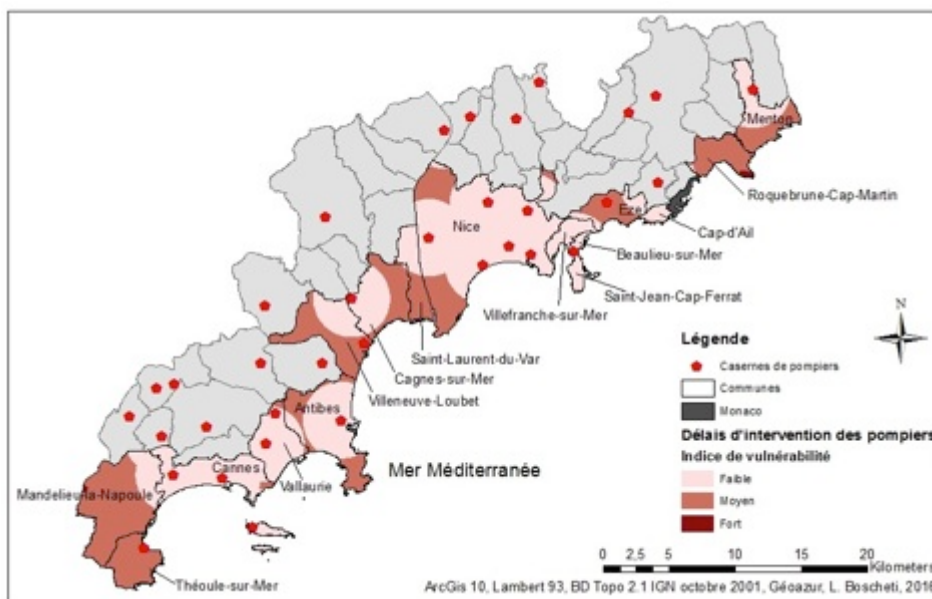 Menton
Roquebrune-Cap-Martin
Eze
Cap-d'Ail
Nice
Beaulieu-sur-Mer
Saint-Jean-Cap-Ferrat
Villefranche-sur-Mer
Saint-Laurent-du-Var
Cagnes-sur-Mer
Villeneuve-Loubet
Antibes
Mer Méditerranée
Cannes
Vallaurie
Mandelieu-la-Napoule
Théoule-sur-Mer
N
Légende
Casernes de pompiers
Communes
Monaco
Délais d'intervention des pompiers
Indice de vulnérabilité
Faible
Moyen
Fort
0 2,5 5 10 15 20
Kilometers
ArcGis 10, Lambert 93, BD Topo 2.1 IGN octobre 2001, Géoazur, L. Boscheti, 2016